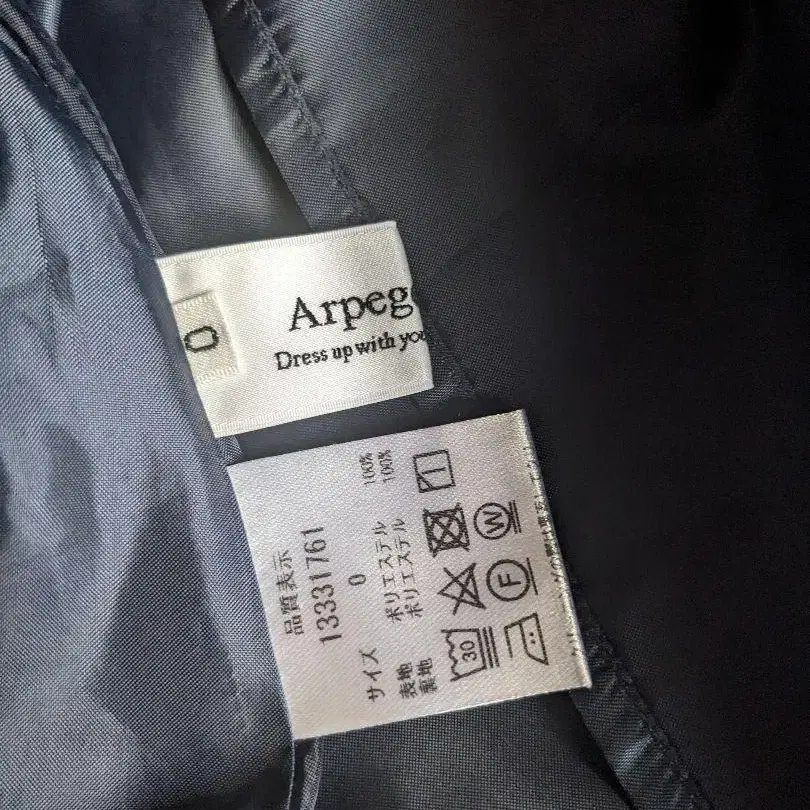 Arpeg
Dress up with you
0
品質表示
13331761
サイズ 0
表地 ポリエステル 100%
裏地 ポリエステル 100%
30
F
W